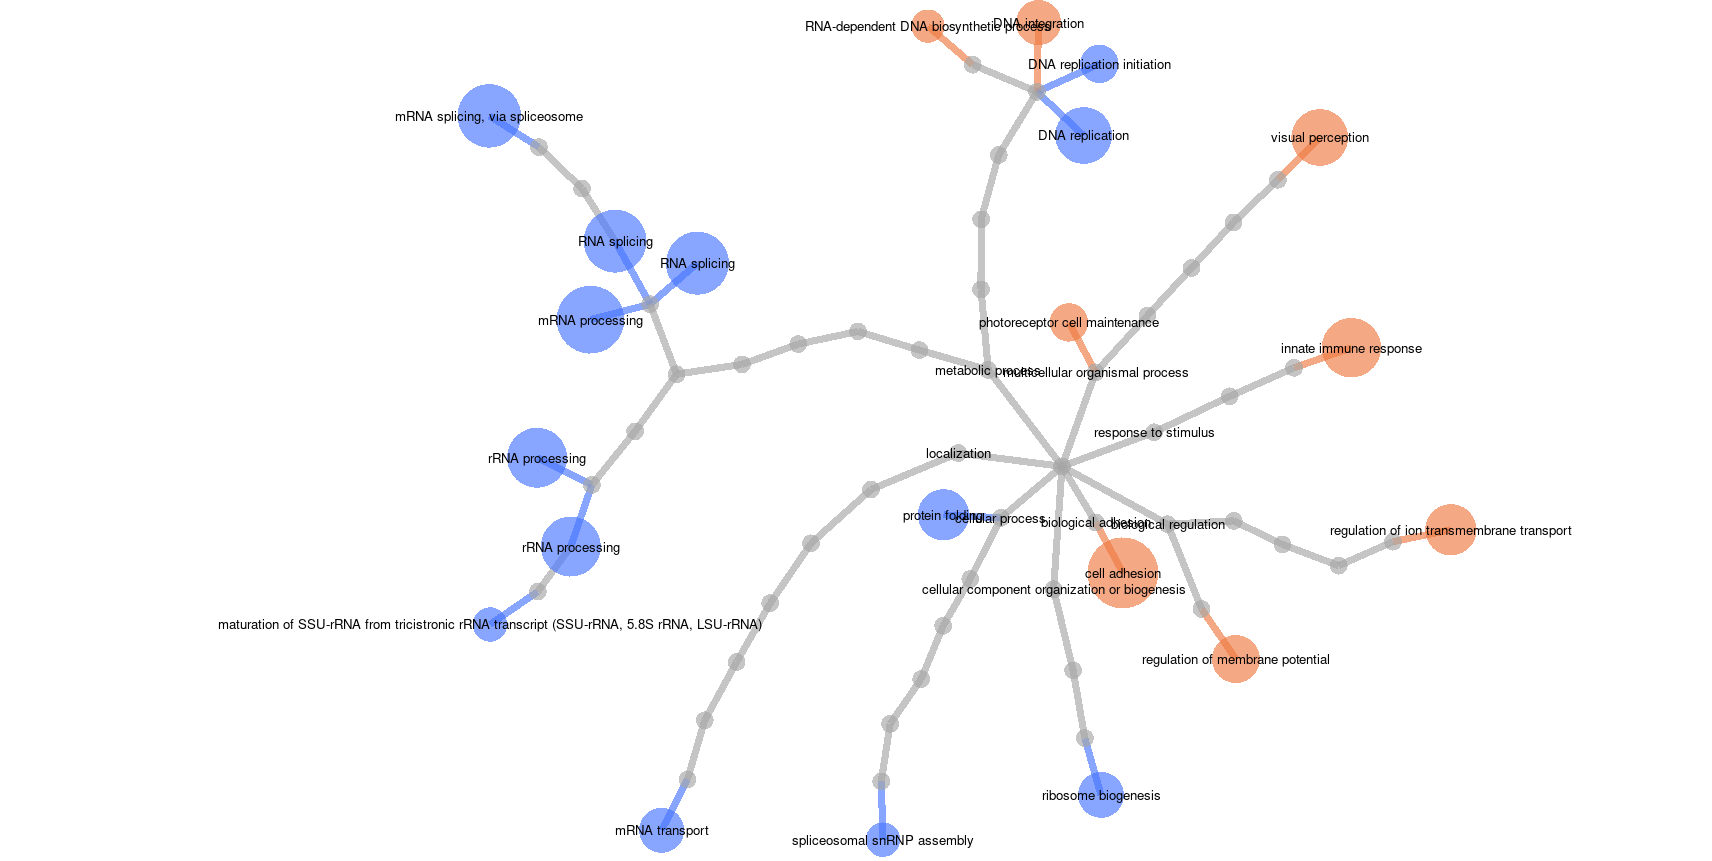 DNA integration
RNA-dependent DNA biosynthetic process
DNA replication initiation
mRNA splicing, via spliceosome
DNA replication
visual perception
RNA splicing
RNA splicing
mRNA processing
photoreceptor cell maintenance
innate immune response
metabolic process
multicellular organismal process
response to stimulus
localization
rRNA processing
protein folding
cellular process
biological adhesion
biological regulation
regulation of ion transmembrane transport
rRNA processing
cell adhesion
cellular component organization or biogenesis
maturation of SSU-rRNA from tricistronic rRNA transcript (SSU-rRNA, 5.8S rRNA, LSU-rRNA)
regulation of membrane potential
ribosome biogenesis
mRNA transport
spliceosomal snRNP assembly